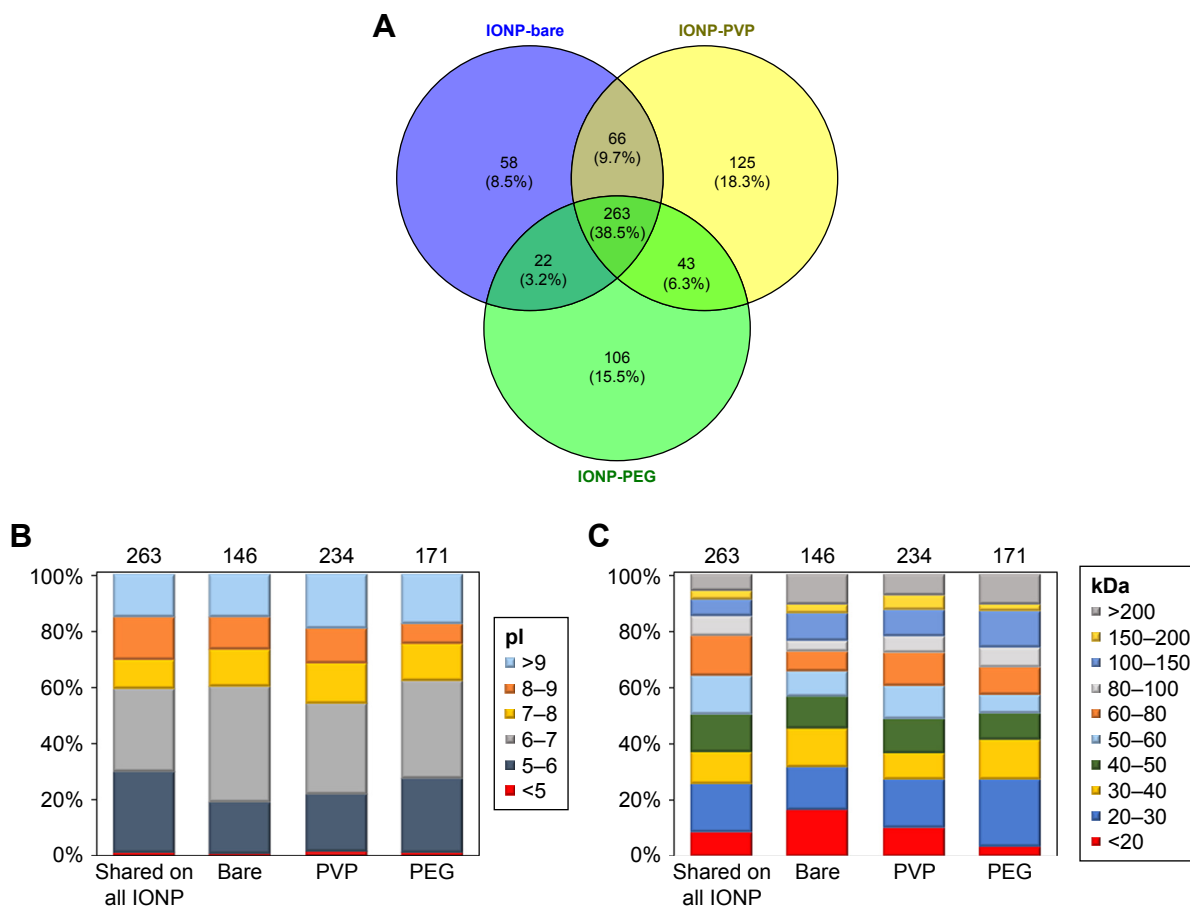 A
IONP-bare
IONP-PVP
58
(8.5%)
66
(9.7%)
125
(18.3%)
263
(38.5%)
22
(3.2%)
43
(6.3%)
106
(15.5%)
IONP-PEG
B
263 146 234 171
100%
80%
60%
40%
20%
0%
Shared on
all IONP
Bare
PVP
PEG
pI
>9
8–9
7–8
6–7
5–6
<5
C
263 146 234 171
100%
80%
60%
40%
20%
0%
Shared on
all IONP
Bare
PVP
PEG
kDa
>200
150–200
100–150
80–100
60–80
50–60
40–50
30–40
20–30
<20